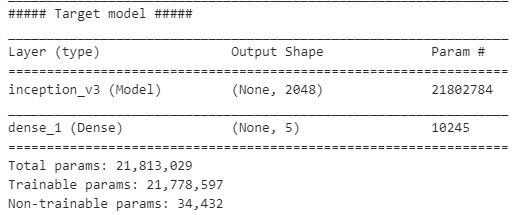 ##### Target model #####
_________________________________________________________________
Layer (type)                 Output Shape              Param #
=================================================================
inception_v3 (Model)         (None, 2048)              21802784
_________________________________________________________________
dense_1 (Dense)              (None, 5)                 10245
=================================================================
Total params: 21,813,029
Trainable params: 21,778,597
Non-trainable params: 34,432